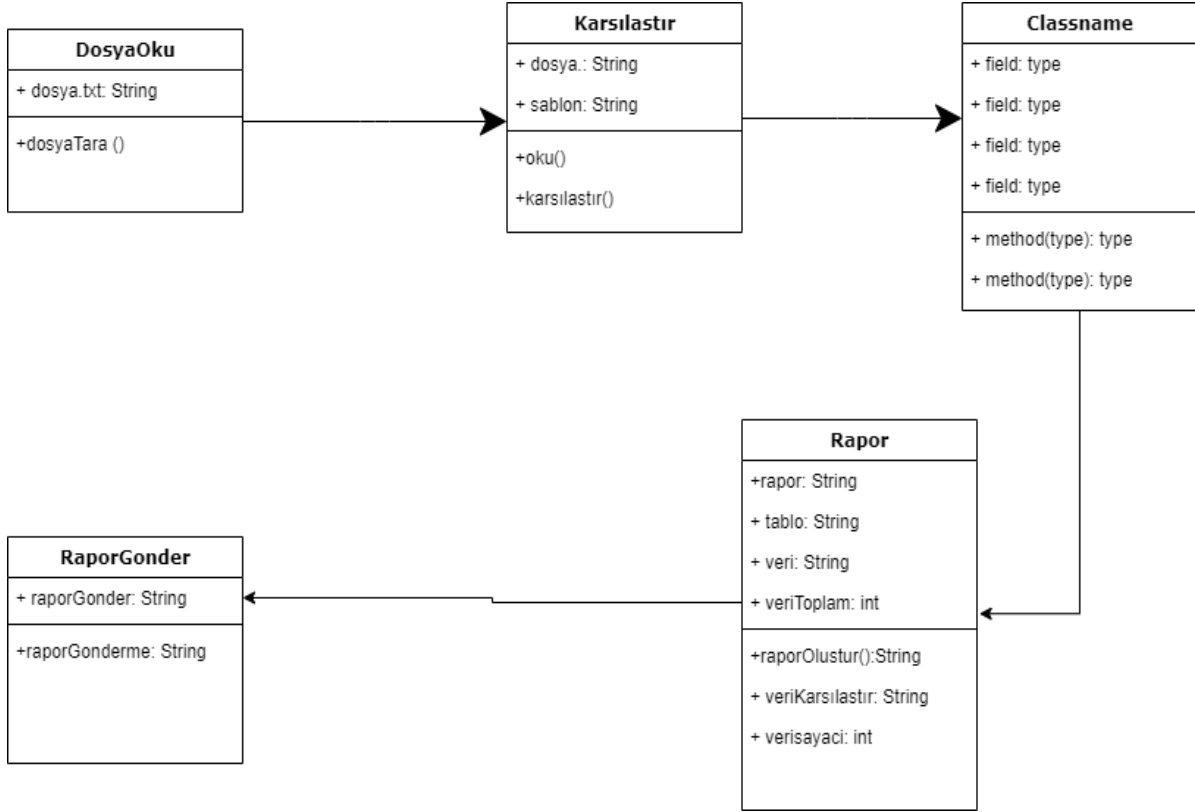 DosyaOku
+ dosya.txt: String
+dosyaTara ()
Karsılastır
+ dosya.: String
+ sablon: String
+oku()
+karsılastır()
Classname
+ field: type
+ field: type
+ field: type
+ field: type
+ method(type): type
+ method(type): type
Rapor
+rapor: String
+ tablo: String
+ veri: String
+ veriToplam: int
+raporOlustur():String
+ veriKarsılastır: String
+ verisayaci: int
RaporGonder
+ raporGonder: String
+raporGonderme: String